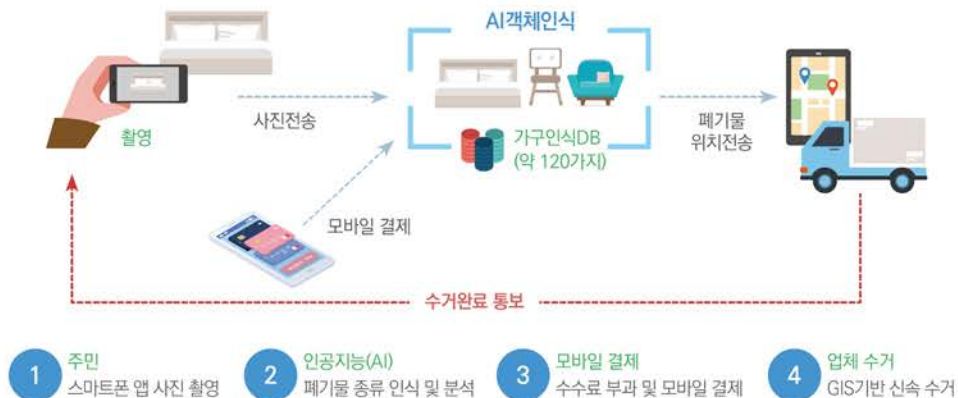 AI객체인식
촬영
사진전송
가구인식DB
(약 120가지)
폐기물
위치전송
모바일 결제
수거완료 통보
1 주민
스마트폰 앱 사진 촬영
2 인공지능(AI)
폐기물 종류 인식 및 분석
3 모바일 결제
수수료 부과 및 모바일 결제
4 업체 수거
GIS기반 신속 수거